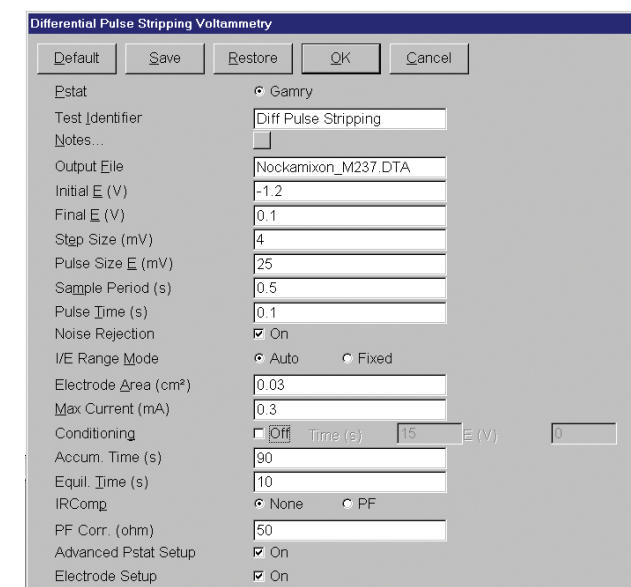 Differential Pulse Stripping Voltammetry
Default Save Restore OK Cancel
Pstat Gamry
Test Identifier Diff Pulse Stripping
Notes...
Output File Nockamixon_M237.DTA
Initial E (V) -1.2
Final E (V) 0.1
Step Size (mV) 4
Pulse Size E (mV) 25
Sample Period (s) 0.5
Pulse Time (s) 0.1
Noise Rejection On
I/E Range Mode Auto Fixed
Electrode Area (cm²) 0.03
Max Current (mA) 0.3
Conditioning Off Time (s) 15 E (V) 0
Accum. Time (s) 90
Equil. Time (s) 10
IRComp None PF
PF Corr. (ohm) 50
Advanced Pstat Setup On
Electrode Setup On